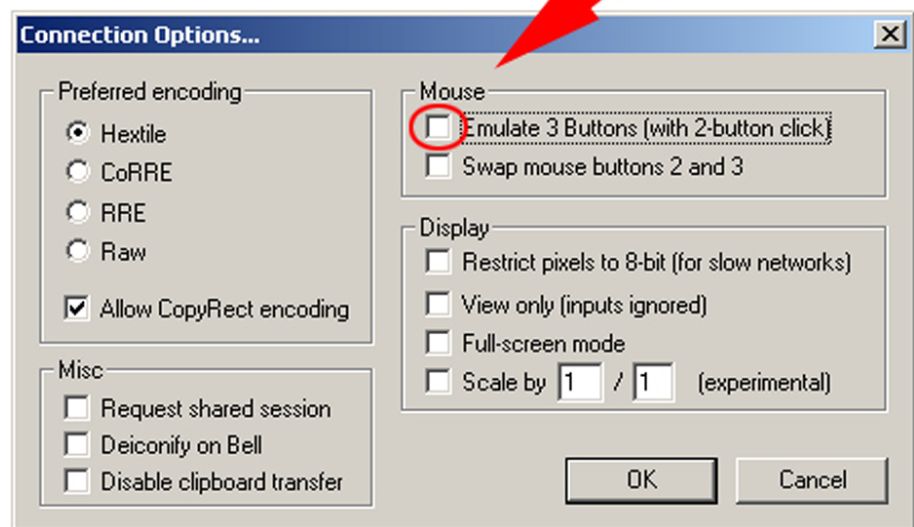 Connection Options...
Preferred encoding
Hextile
CoRRE
RRE
Raw
Allow CopyRect encoding
Misc
Request shared session
Deiconify on Bell
Disable clipboard transfer
Mouse
Emulate 3 Buttons (with 2-button click)
Swap mouse buttons 2 and 3
Display
Restrict pixels to 8-bit (for slow networks)
View only (inputs ignored)
Full-screen mode
Scale by 1 / 1 (experimental)
OK Cancel